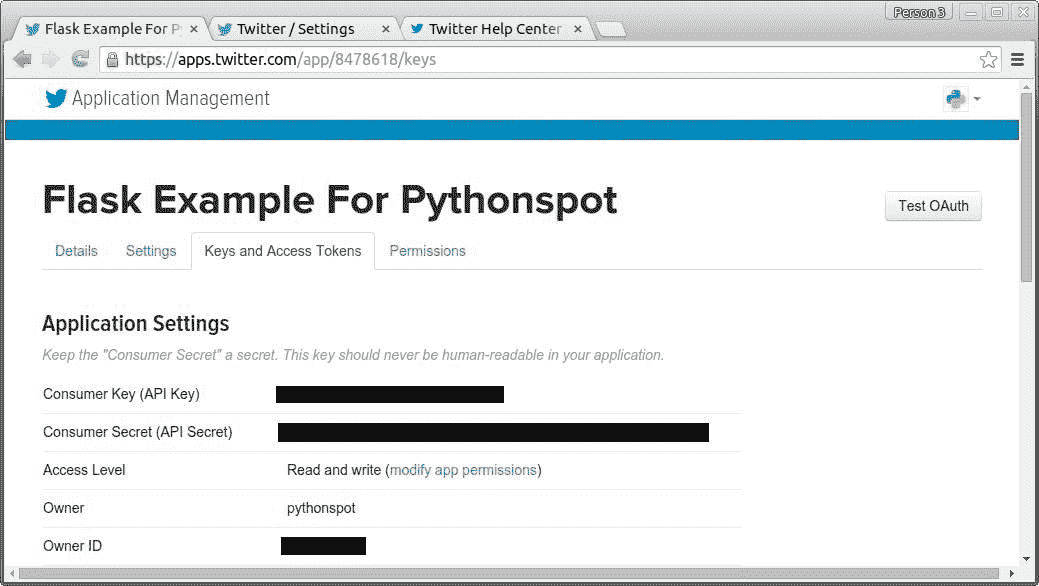 Person 3
Flask Example For P
Twitter / Settings
Twitter Help Center
https://apps.twitter.com/app/8478618/keys
Application Management
Flask Example For Pythonspot
Test OAuth
Details Settings Keys and Access Tokens Permissions
Application Settings
Keep the "Consumer Secret" a secret. This key should never be human-readable in your application.
Consumer Key (API Key)
Consumer Secret (API Secret)
Access Level Read and write (modify app permissions)
Owner pythonspot
Owner ID